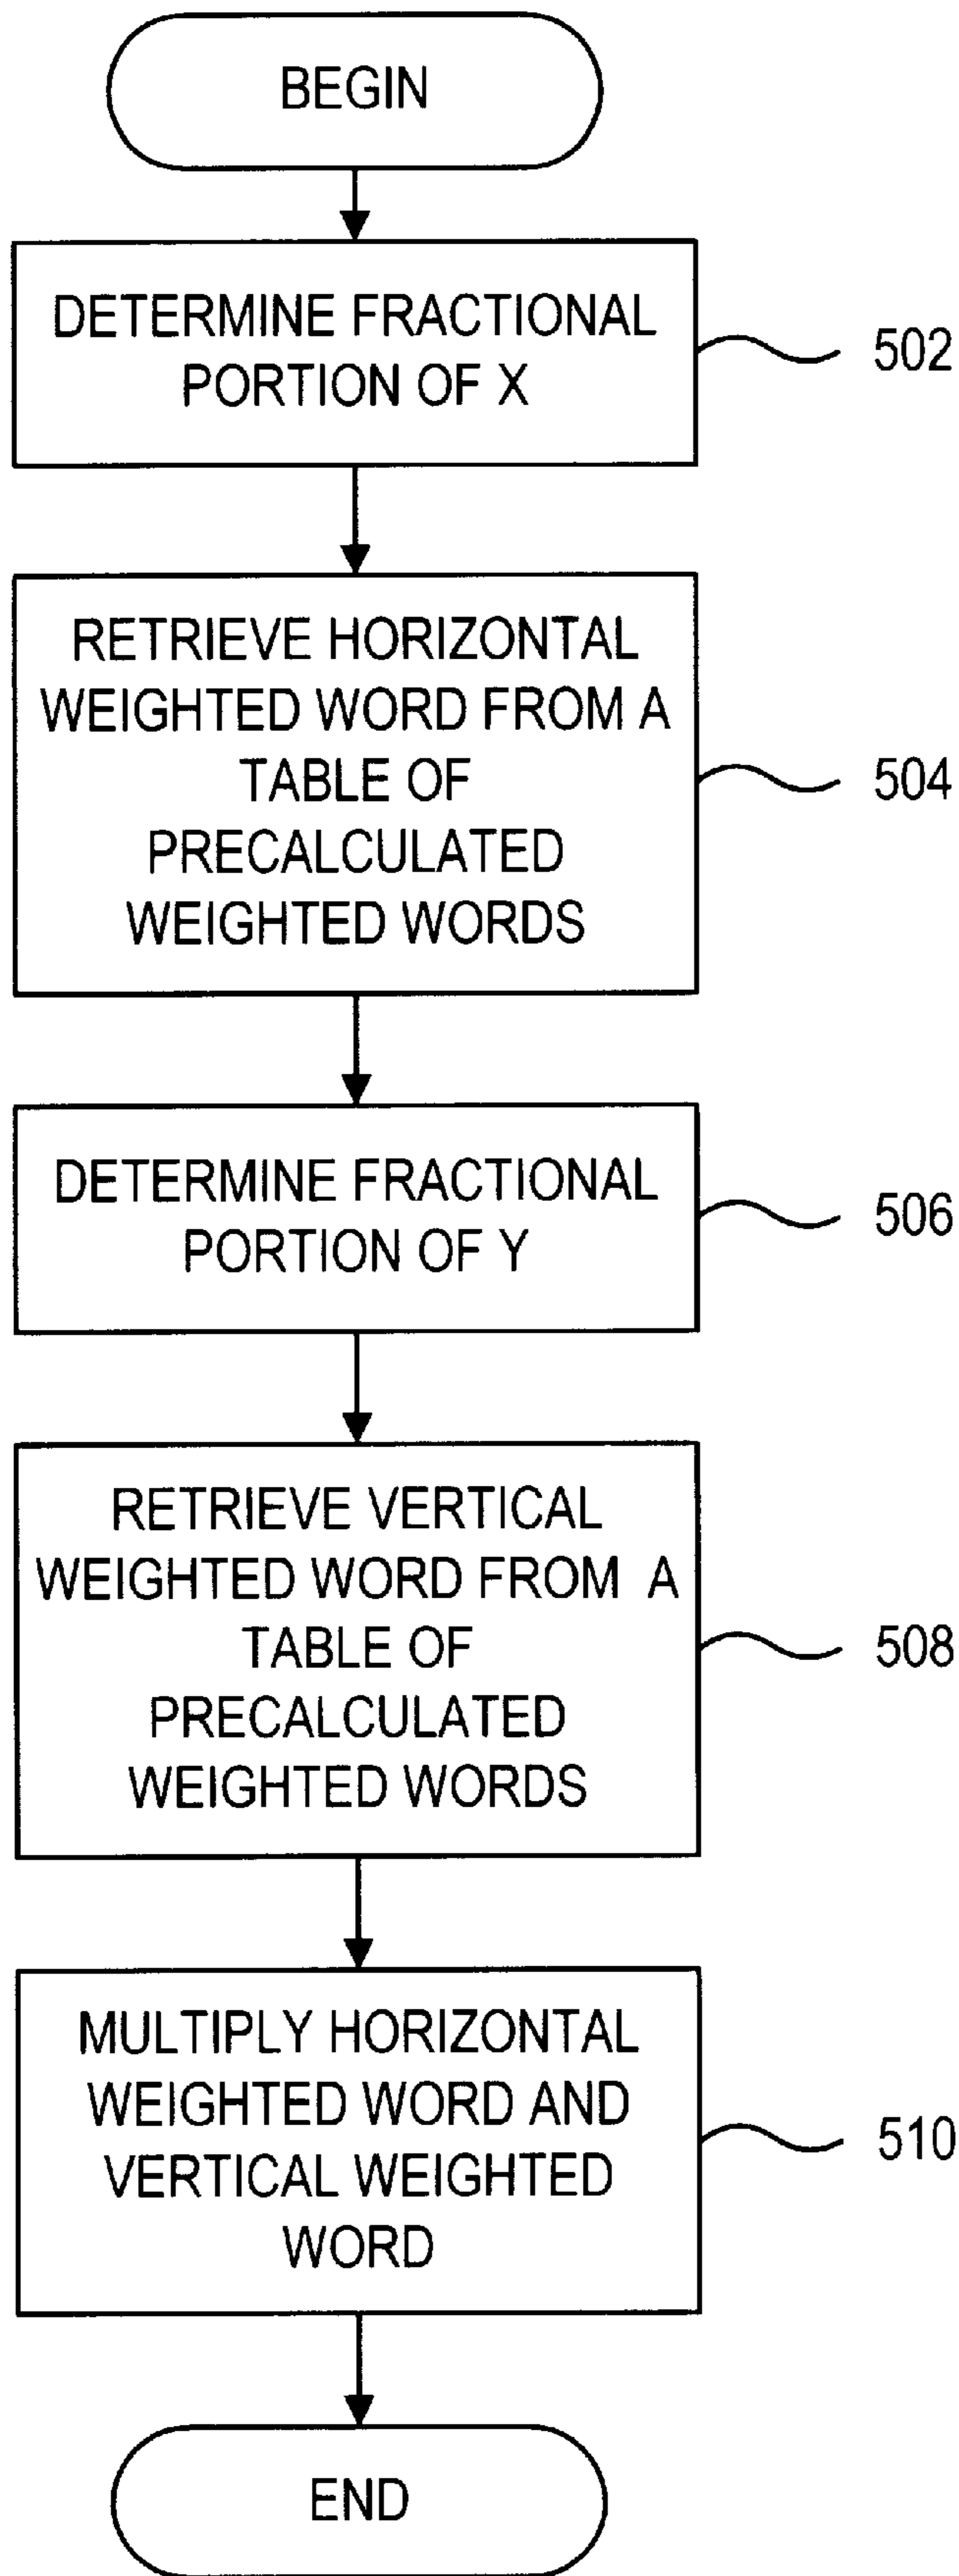 BEGIN
DETERMINE FRACTIONAL
PORTION OF X
502
RETRIEVE HORIZONTAL
WEIGHTED WORD FROM A
TABLE OF
PRECALCULATED
WEIGHTED WORDS
504
DETERMINE FRACTIONAL
PORTION OF Y
506
RETRIEVE VERTICAL
WEIGHTED WORD FROM A
TABLE OF
PRECALCULATED
WEIGHTED WORDS
508
MULTIPLY HORIZONTAL
WEIGHTED WORD AND
VERTICAL WEIGHTED
WORD
510
END